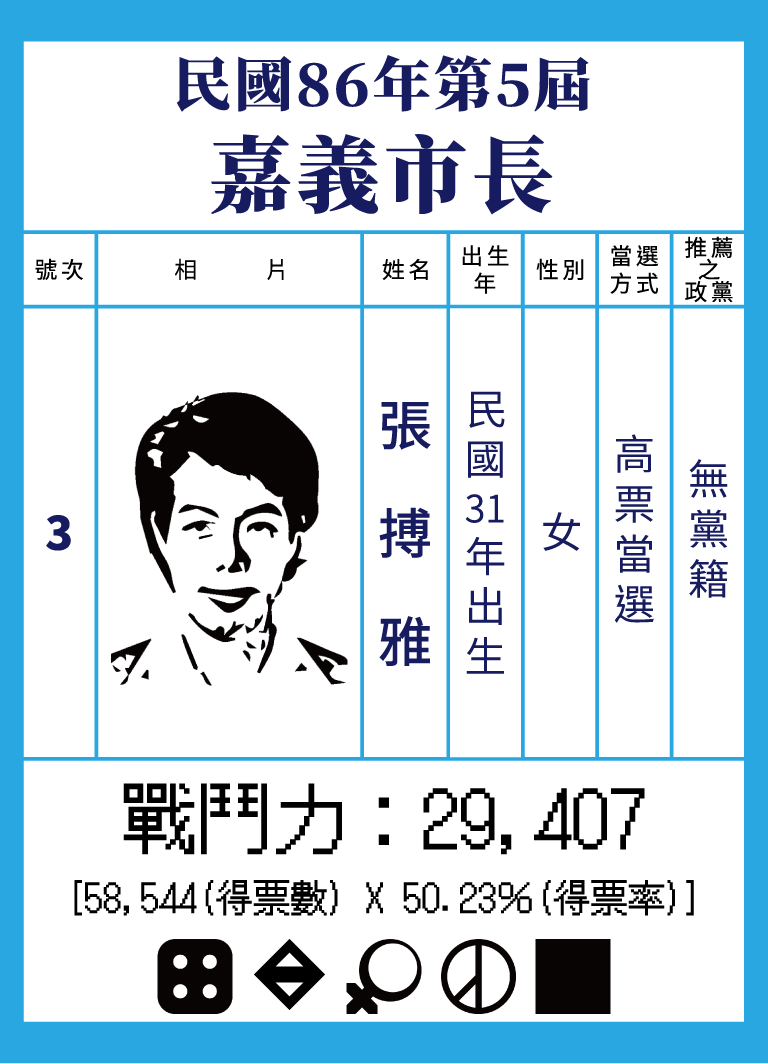 民國86年第5屆
嘉義市長
號次
相片
姓名
出生年
性別
當選方式
推薦之政黨
3
張搏雅
民國31年出生
女
高票當選
無黨籍
戰鬥力：29,407
[58,544(得票數) X 50.23%(得票率)]